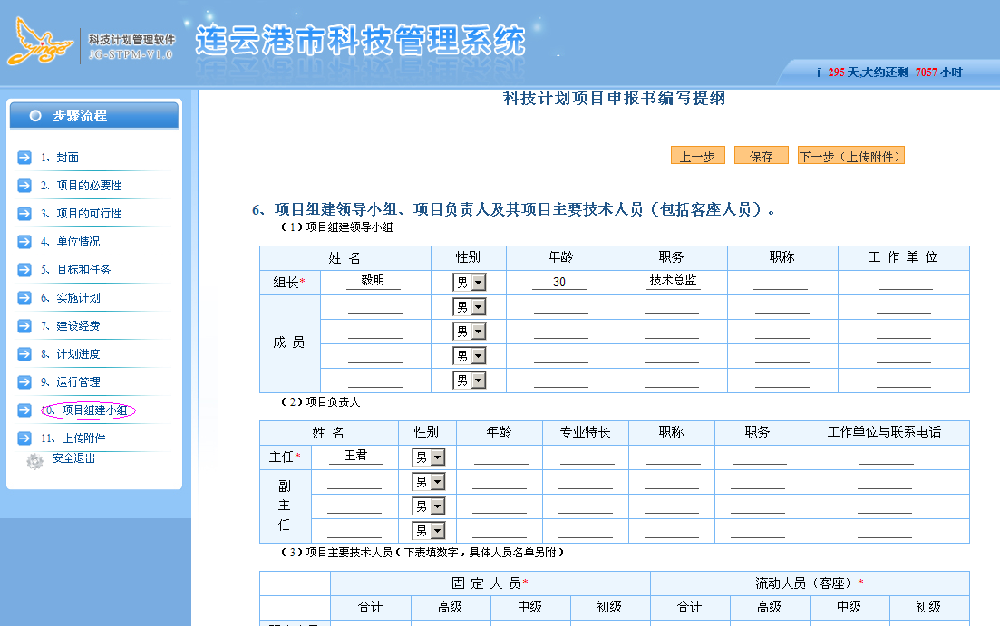 Jinge
科技计划管理软件
JG-STPM-V1.0
连云港市科技管理系统
295 天,大约还剩 7057 小时
步骤流程
1、封面
2、项目的必要性
3、项目的可行性
4、单位情况
5、目标和任务
6、实施计划
7、建设经费
8、计划进度
9、运行管理
10、项目组建小组
11、上传附件
安全退出
科技计划项目申报书编写提纲
上一步 保存 下一步（上传附件）
6、项目组建领导小组、项目负责人及其项目主要技术人员（包括客座人员）。
（1）项目组建领导小组
姓 名 性别 年龄 职务 职称 工 作 单 位
组长* 毅明 男 30 技术总监
成 员 男
男
男
男
（2）项目负责人
姓 名 性别 年龄 专业特长 职称 职务 工作单位与联系电话
主任* 王君 男
副主任 男
男
男
（3）项目主要技术人员（下表填数字，具体人员名单另附）
固 定 人 员* 流动人员（客座）*
合计 高级 中级 初级 合计 高级 中级 初级